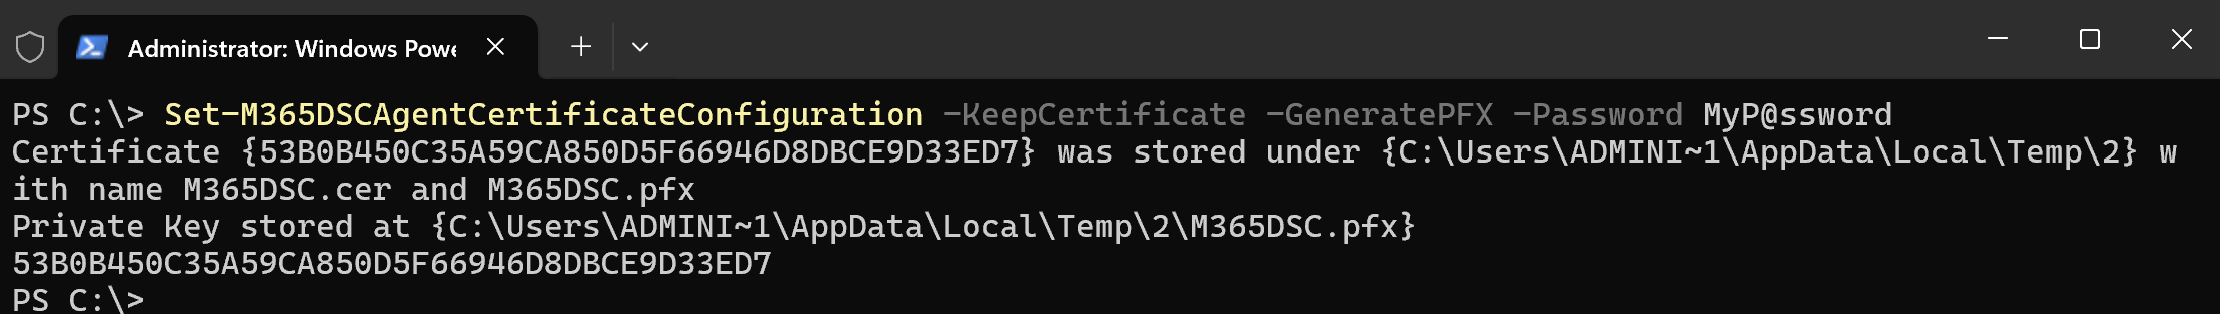 Administrator: Windows Powe
PS C:\> Set-M365DSCAgentCertificateConfiguration -KeepCertificate -GeneratePFX -Password MyP@ssword
Certificate {53B0B450C35A59CA850D5F66946D8DBCE9D33ED7} was stored under {C:\Users\ADMINI~1\AppData\Local\Temp\2} w
ith name M365DSC.cer and M365DSC.pfx
Private Key stored at {C:\Users\ADMINI~1\AppData\Local\Temp\2\M365DSC.pfx}
53B0B450C35A59CA850D5F66946D8DBCE9D33ED7
PS C:\>